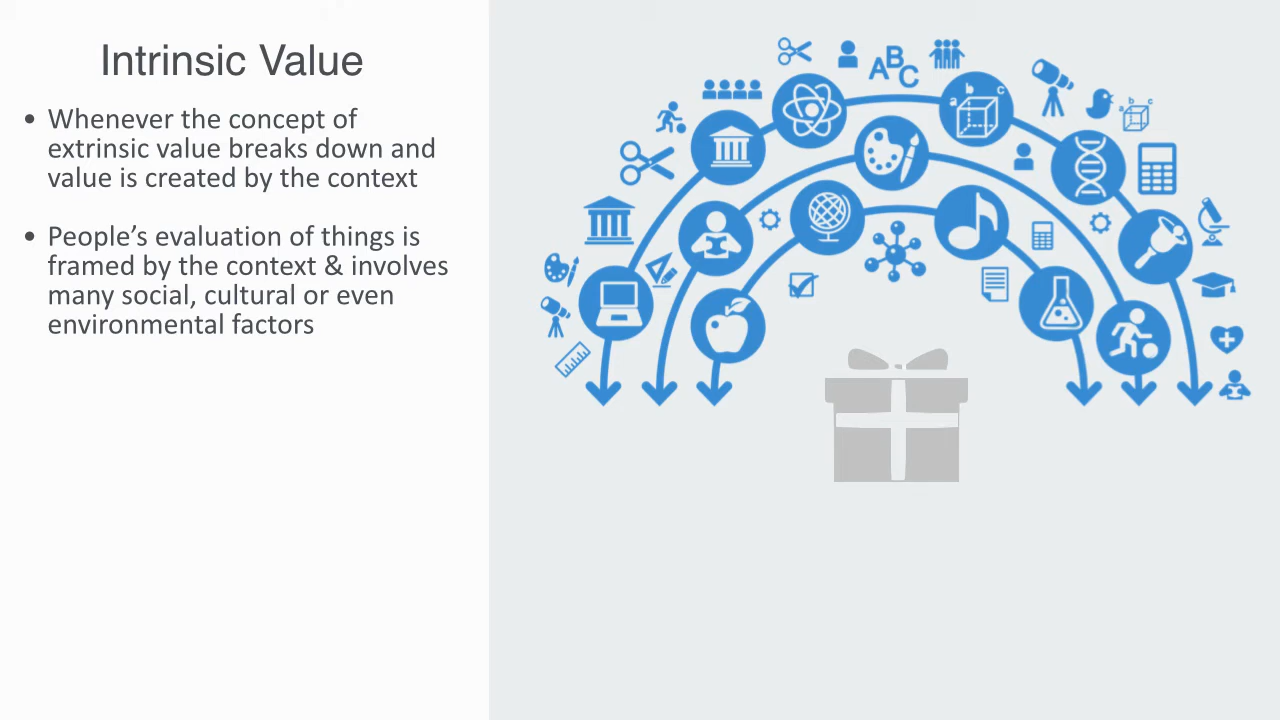 Intrinsic Value
• Whenever the concept of
extrinsic value breaks down and
value is created by the context
• People’s evaluation of things is
framed by the context & involves
many social, cultural or even
environmental factors
A B C
a b c
a b c